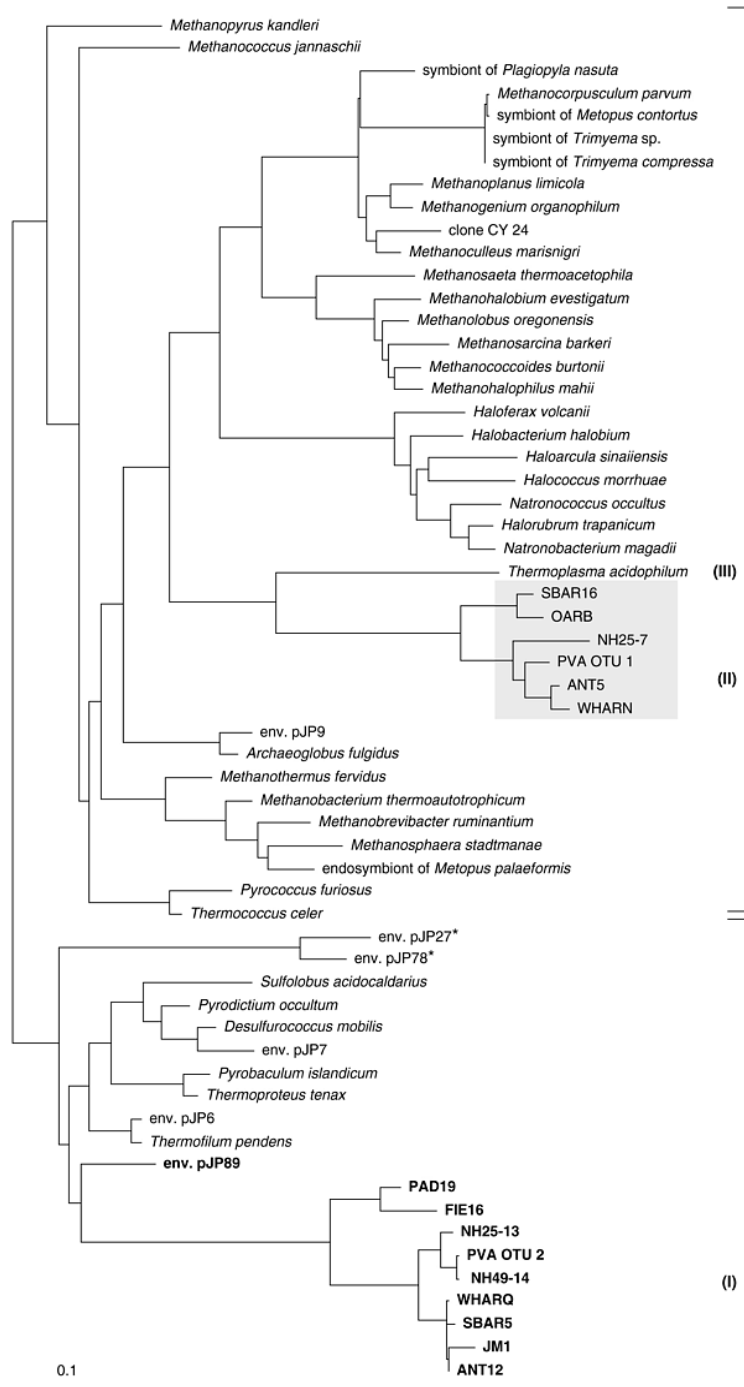 Methanopyrus kandleri
Methanococcus jannaschii
symbiont of Plagiopyla nasuta
Methanocorpusculum parvum
symbiont of Metopus contortus
symbiont of Trimyema sp.
symbiont of Trimyema compressa
Methanoplanus limicola
Methanogenium organophilum
clone CY 24
Methanoculleus marisnigri
Methanosaeta thermoacetophila
Methanohalobium evestigatum
Methanolobus oregonensis
Methanosarcina barkeri
Methanococcoides burtonii
Methanohalophilus mahii
Haloferax volcanii
Halobacterium halobium
Haloarcula sinaiiensis
Halococcus morrhuae
Natronococcus occultus
Halorubrum trapanicum
Natronobacterium magadii
Thermoplasma acidophilum (III)
SBAR16
OARB
NH25-7
PVA OTU 1
(II)
ANT5
WHARN
env. pJP9
Archaeoglobus fulgidus
Methanothermus fervidus
Methanobacterium thermoautotrophicum
Methanobrevibacter ruminantium
Methanosphaera stadtmanae
endosymbiont of Metopus palaeformis
Pyrococcus furiosus
Thermococcus celer
env. pJP27*
env. pJP78*
Sulfolobus acidocaldarius
Pyrodictium occultum
Desulfurococcus mobilis
env. pJP7
Pyrobaculum islandicum
Thermoproteus tenax
env. pJP6
Thermofilum pendens
env. pJP89
PAD19
FIE16
NH25-13
PVA OTU 2
NH49-14
(I)
WHARQ
SBAR5
JM1
ANT12
0.1